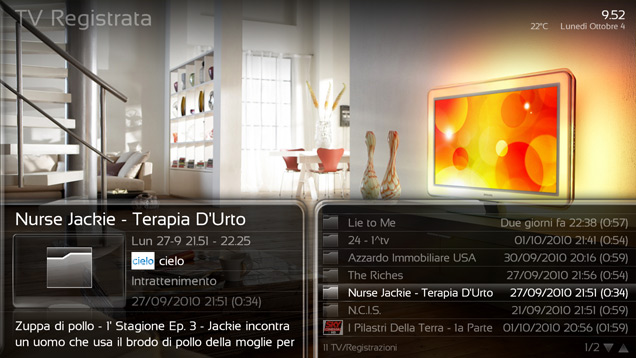 TV Registrata
9.52
22°C Lunedì Ottobre 4
Nurse Jackie - Terapia D'Urto
Lun 27-9 21.51 - 22.25
cielo cielo
Intrattenimento
27/09/2010 21:51 (0:34)
Zuppa di pollo - 1' Stagione Ep. 3 - Jackie incontra
un uomo che usa il brodo di pollo della moglie per
Lie to Me Due giorni fa 22:38 (0:57)
24 - 1^tv 01/10/2010 21:41 (0:54)
Azzardo Immobiliare USA 30/09/2010 20:16 (0:59)
The Riches 27/09/2010 21:56 (0:54)
Nurse Jackie - Terapia D'Urto 27/09/2010 21:51 (0:34)
N.C.I.S. 21/09/2010 21:51 (0:59)
I Pilastri Della Terra - 1a Parte 01/10/2010 20:56 (01:59)
11 TV/Registrazioni 1/2